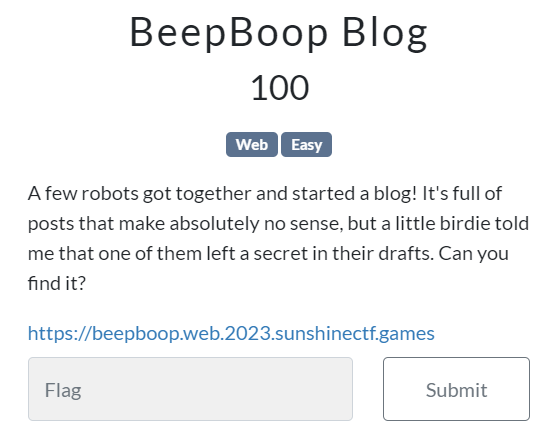 BeepBoop Blog
100
Web Easy
A few robots got together and started a blog! It's full of
posts that make absolutely no sense, but a little birdie told
me that one of them left a secret in their drafts. Can you
find it?
https://beepboop.web.2023.sunshinectf.games
Flag Submit